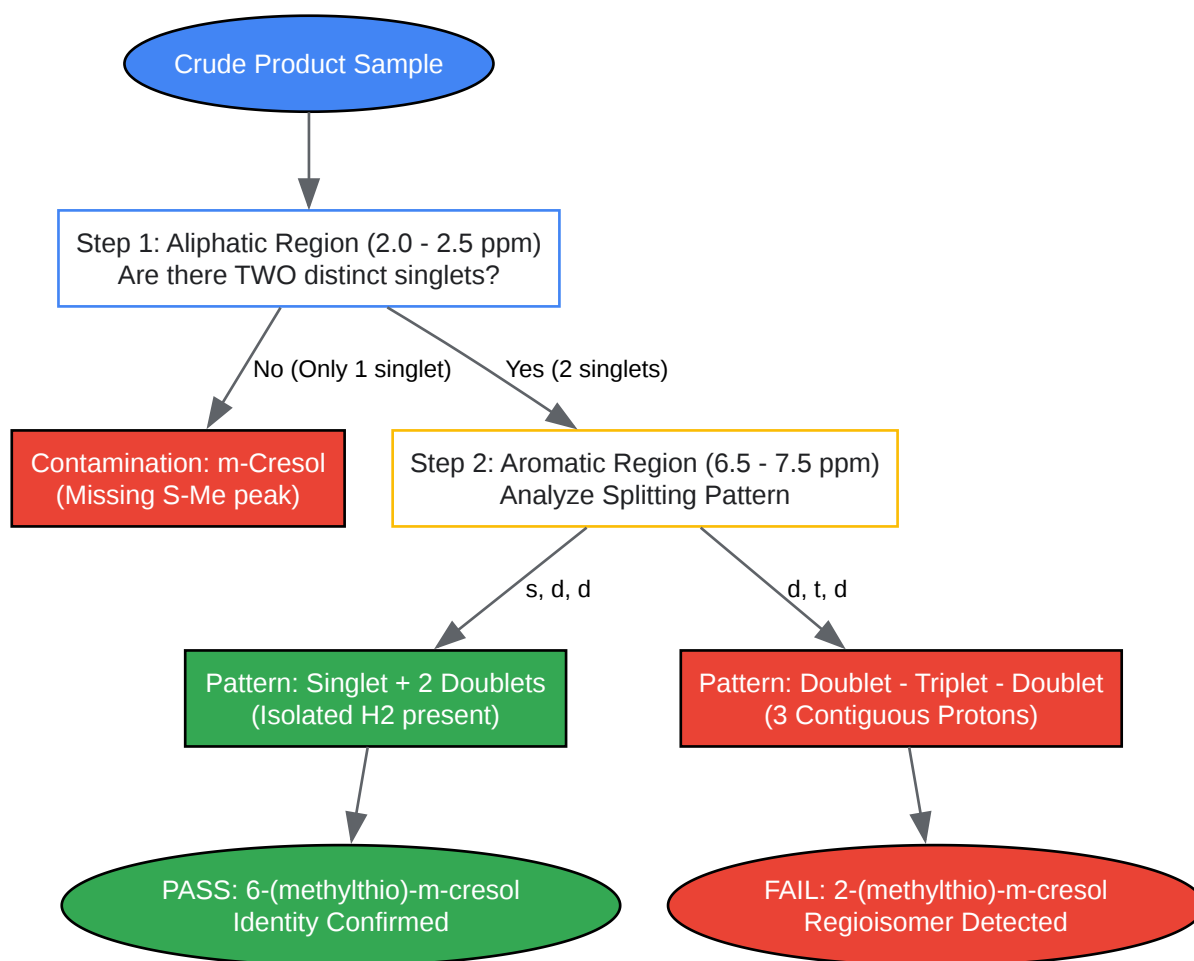 Crude Product Sample
Step 1: Aliphatic Region (2.0 - 2.5 ppm)
Are there TWO distinct singlets?
No (Only 1 singlet)
Yes (2 singlets)
Contamination: m-Cresol
(Missing S-Me peak)
Step 2: Aromatic Region (6.5 - 7.5 ppm)
Analyze Splitting Pattern
s, d, d
d, t, d
Pattern: Singlet + 2 Doublets
(Isolated H2 present)
Pattern: Doublet - Triplet - Doublet
(3 Contiguous Protons)
PASS: 6-(methylthio)-m-cresol
Identity Confirmed
FAIL: 2-(methylthio)-m-cresol
Regioisomer Detected